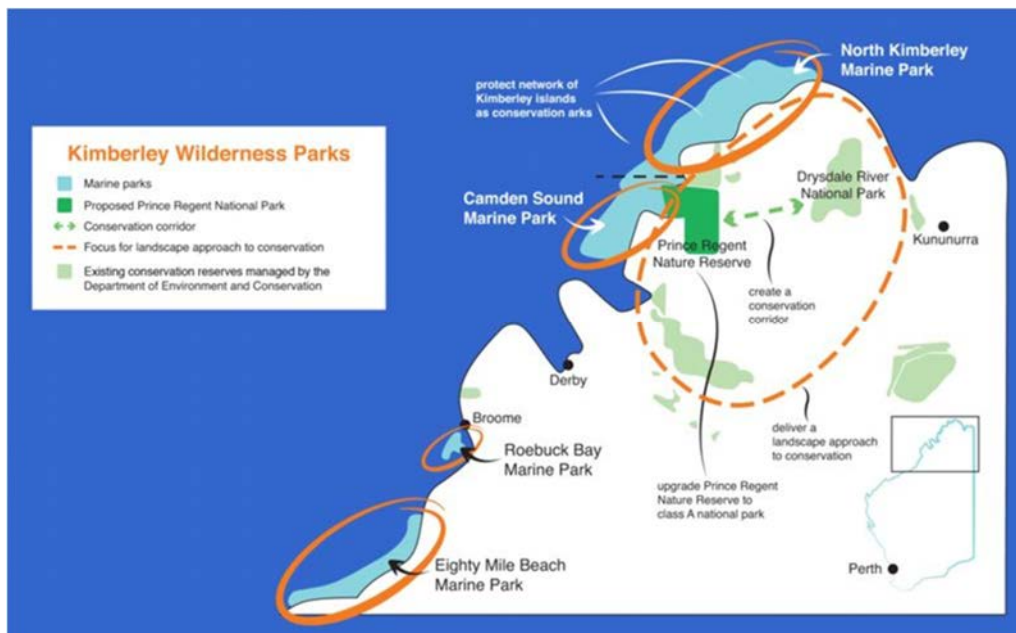 North Kimberley
Marine Park
protect network of
Kimberley islands
as conservation arks
Kimberley Wilderness Parks
Marine parks
Proposed Prince Regent National Park
Conservation corridor
Focus for landscape approach to conservation
Existing conservation reserves managed by the
Department of Environment and Conservation
Camden Sound
Marine Park
Drysdale River
National Park
Kununurra
Prince Regent
Nature Reserve
create a
conservation
corridor
Derby
Broome
Roebuck Bay
Marine Park
deliver a
landscape approach
to conservation
upgrade Prince Regent
Nature Reserve to
class A national park
Eighty Mile Beach
Marine Park
Perth